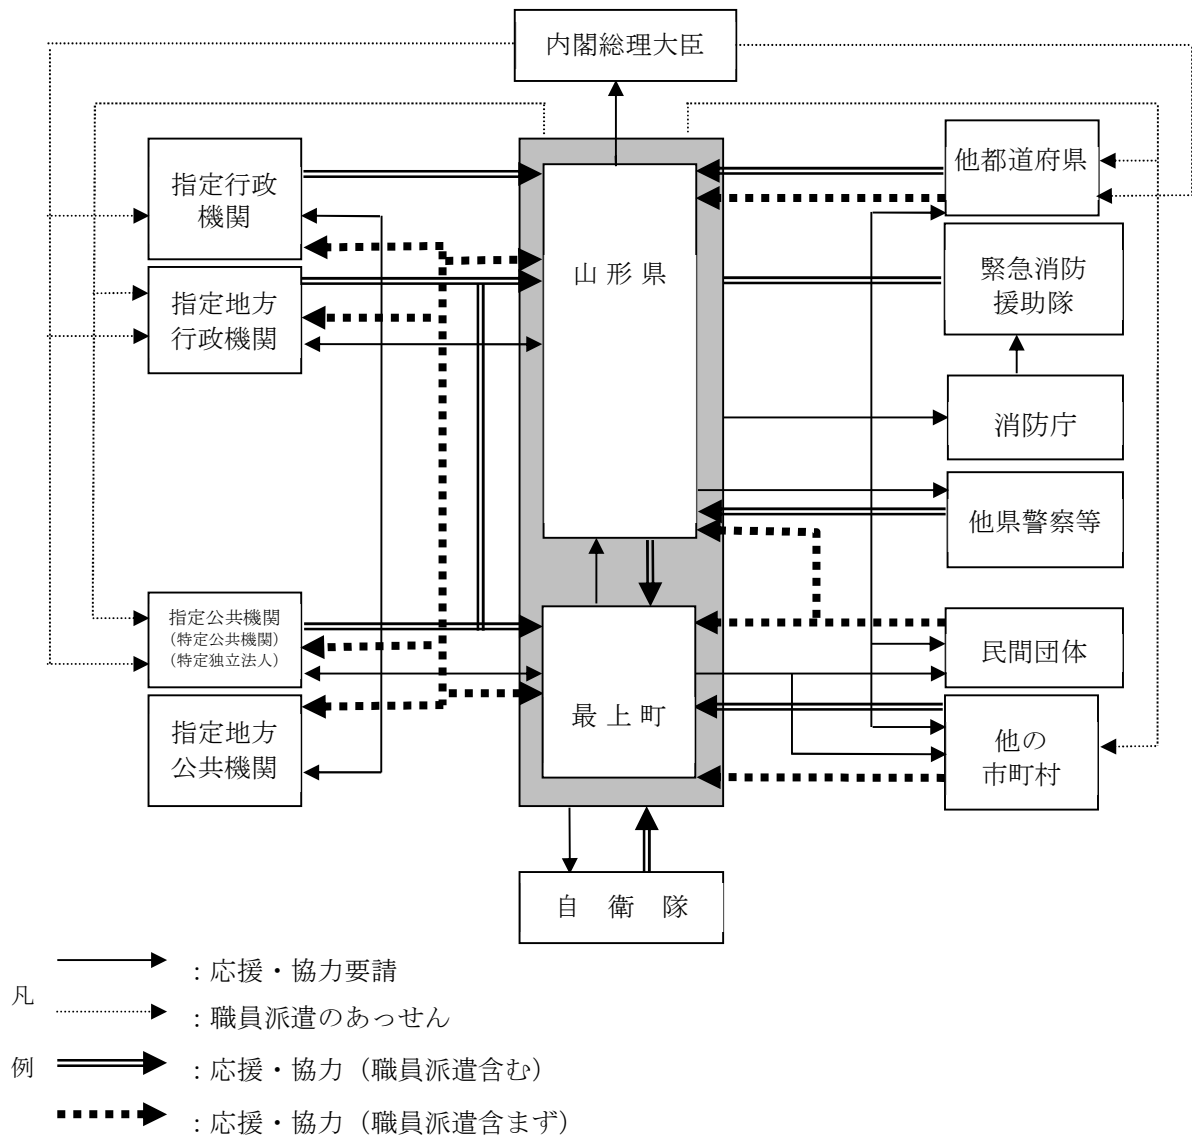 内閣総理大臣
指定行政
機関
指定地方
行政機関
指定公共機関
（特定公共機関）
（特定独立法人）
指定地方
公共機関
山 形 県
最 上 町
自　衛　隊
他都道府県
緊急消防
援助隊
消防庁
他県警察等
民間団体
他の
市町村
凡
例
：応援・協力要請
：職員派遣のあっせん
：応援・協力（職員派遣含む）
：応援・協力（職員派遣含まず）